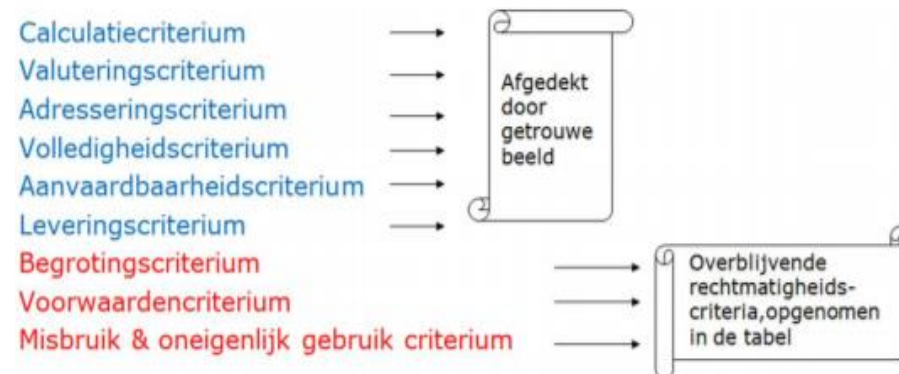 Calculatiecriterium
Valuteringscriterium
Adresseringscriterium
Volledigheidscriterium
Aanvaardbaarheidscriterium
Leveringscriterium
Begrotingscriterium
Voorwaardencriterium
Misbruik & oneigenlijk gebruik criterium
Afgedekt
door
getrouwe
beeld
Overblijvende
rechtmatigheids-
criteria,opgenomen
in de tabel